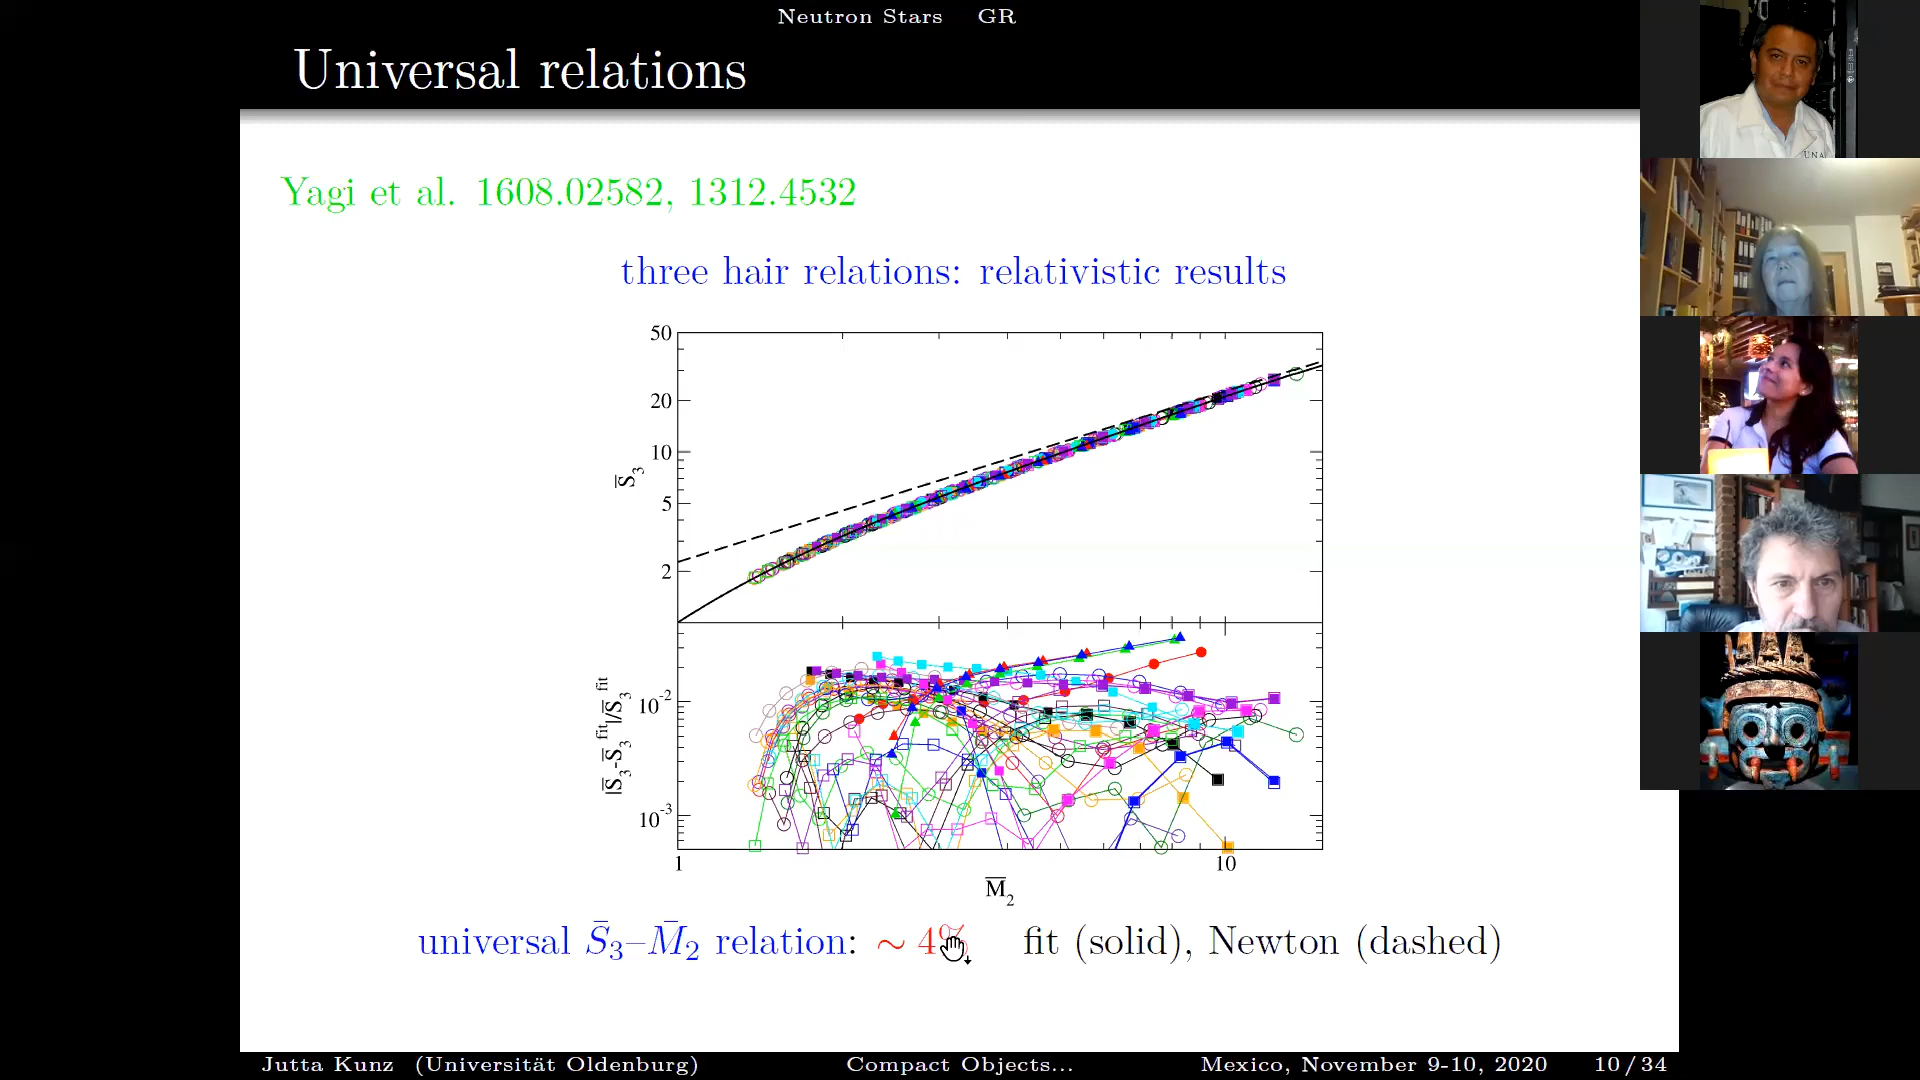 Neutron Stars GR
Universal relations
Yagi et al. 1608.02582, 1312.4532
three hair relations: relativistic results
50
20
10
5
2
S̅₃
10⁻²
10⁻³
|S̅₃-S̅₃ᶠⁱᵗ|/S̅₃ᶠⁱᵗ
1 10
M̅₂
universal S̄₃–M̄₂ relation: ∼ 4% fit (solid), Newton (dashed)
Jutta Kunz (Universität Oldenburg) Compact Objects... Mexico, November 9-10, 2020 10 / 34
UNA